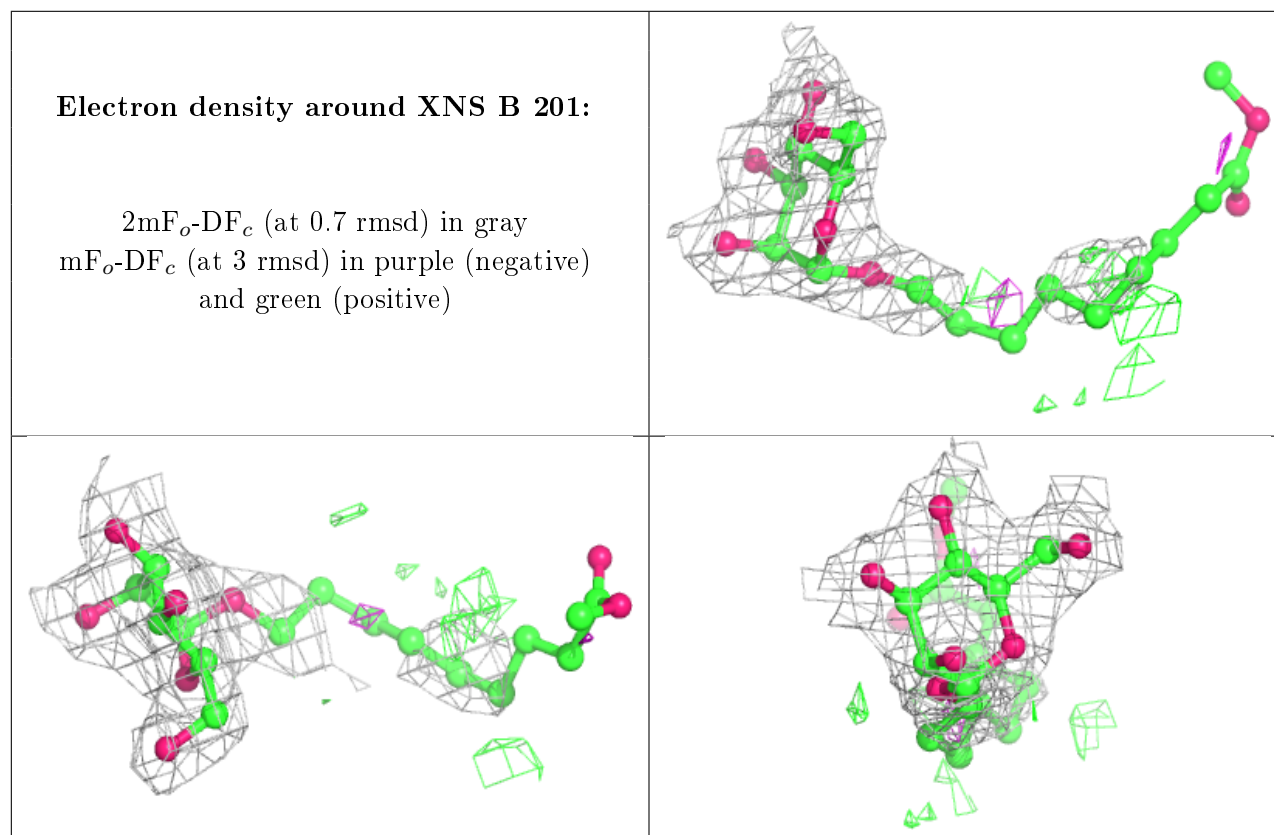 Electron density around XNS B 201:
2mFₒ-DF𝒸 (at 0.7 rmsd) in gray
mFₒ-DF𝒸 (at 3 rmsd) in purple (negative)
and green (positive)